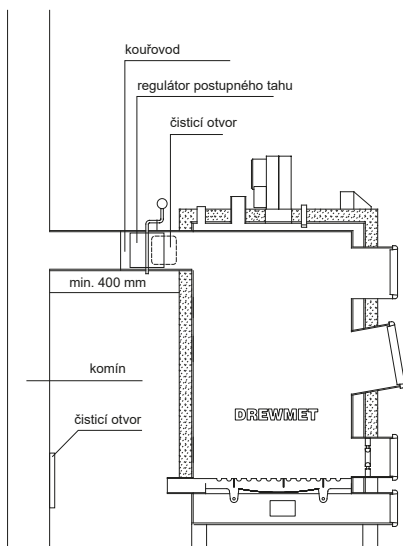 kouřovod
regulátor postupného tahu
čisticí otvor
min. 400 mm
komín
čisticí otvor
DREWMET